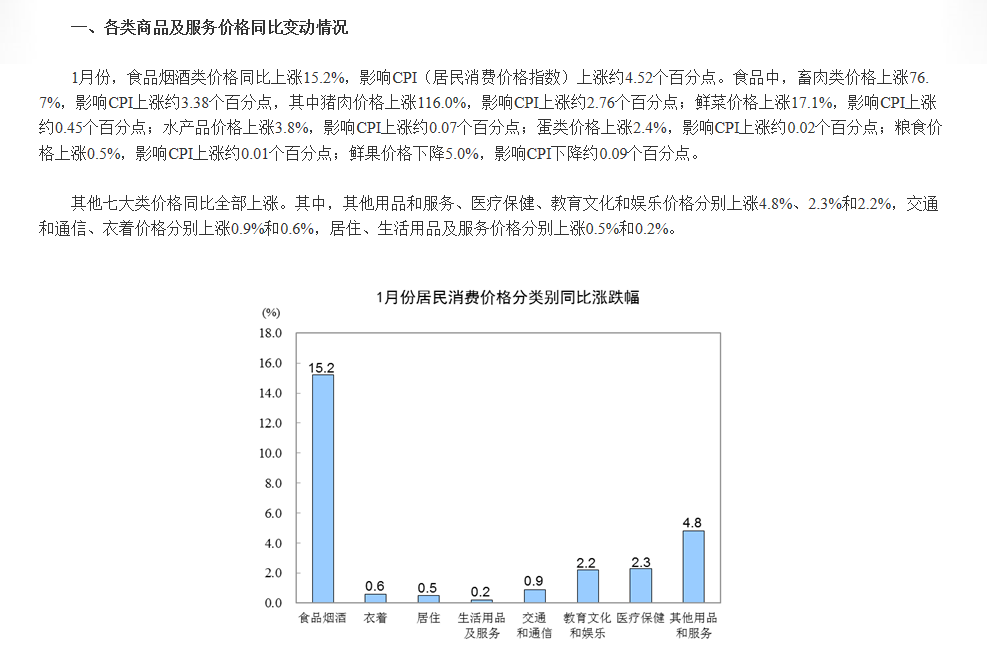 一、各类商品及服务价格同比变动情况
1月份，食品烟酒类价格同比上涨15.2%，影响CPI（居民消费价格指数）上涨约4.52个百分点。食品中，畜肉类价格上涨76.
7%，影响CPI上涨约3.38个百分点，其中猪肉价格上涨116.0%，影响CPI上涨约2.76个百分点；鲜菜价格上涨17.1%，影响CPI上涨
约0.45个百分点；水产品价格上涨3.8%，影响CPI上涨约0.07个百分点；蛋类价格上涨2.4%，影响CPI上涨约0.02个百分点；粮食价
格上涨0.5%，影响CPI上涨约0.01个百分点；鲜果价格下降5.0%，影响CPI下降约0.09个百分点。
其他七大类价格同比全部上涨。其中，其他用品和服务、医疗保健、教育文化和娱乐价格分别上涨4.8%、2.3%和2.2%，交通
和通信、衣着价格分别上涨0.9%和0.6%，居住、生活用品及服务价格分别上涨0.5%和0.2%。
1月份居民消费价格分类别同比涨跌幅
(%)
18.0
16.0
14.0
12.0
10.0
8.0
6.0
4.0
2.0
0.0
15.2
0.6
0.5
0.2
0.9
2.2
2.3
4.8
食品烟酒
衣着
居住
生活用品
及服务
交通
和通信
教育文化
和娱乐
医疗保健
其他用品
和服务